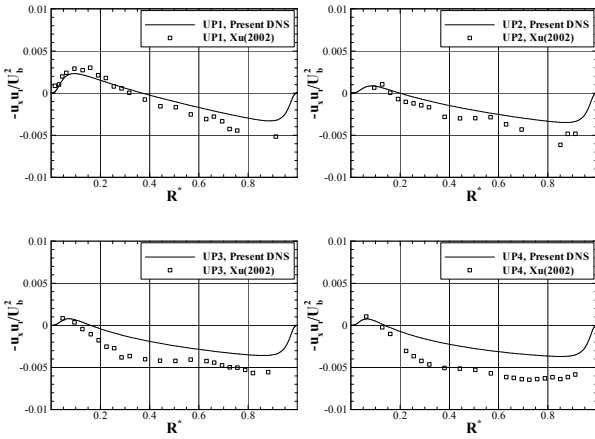 0.01
0.005
0
-0.005
-0.01
-u_x u_r/U_b^2
UP1, Present DNS
UP1, Xu(2002)
0.2 0.4 0.6 0.8
R*
0.01
0.005
0
-0.005
-0.01
-u_x u_r/U_b^2
UP2, Present DNS
UP2, Xu(2002)
0.2 0.4 0.6 0.8
R*
0.01
0.005
0
-0.005
-0.01
-u_x u_r/U_b^2
UP3, Present DNS
UP3, Xu(2002)
0.2 0.4 0.6 0.8
R*
0.01
0.005
0
-0.005
-0.01
-u_x u_r/U_b^2
UP4, Present DNS
UP4, Xu(2002)
0.2 0.4 0.6 0.8
R*